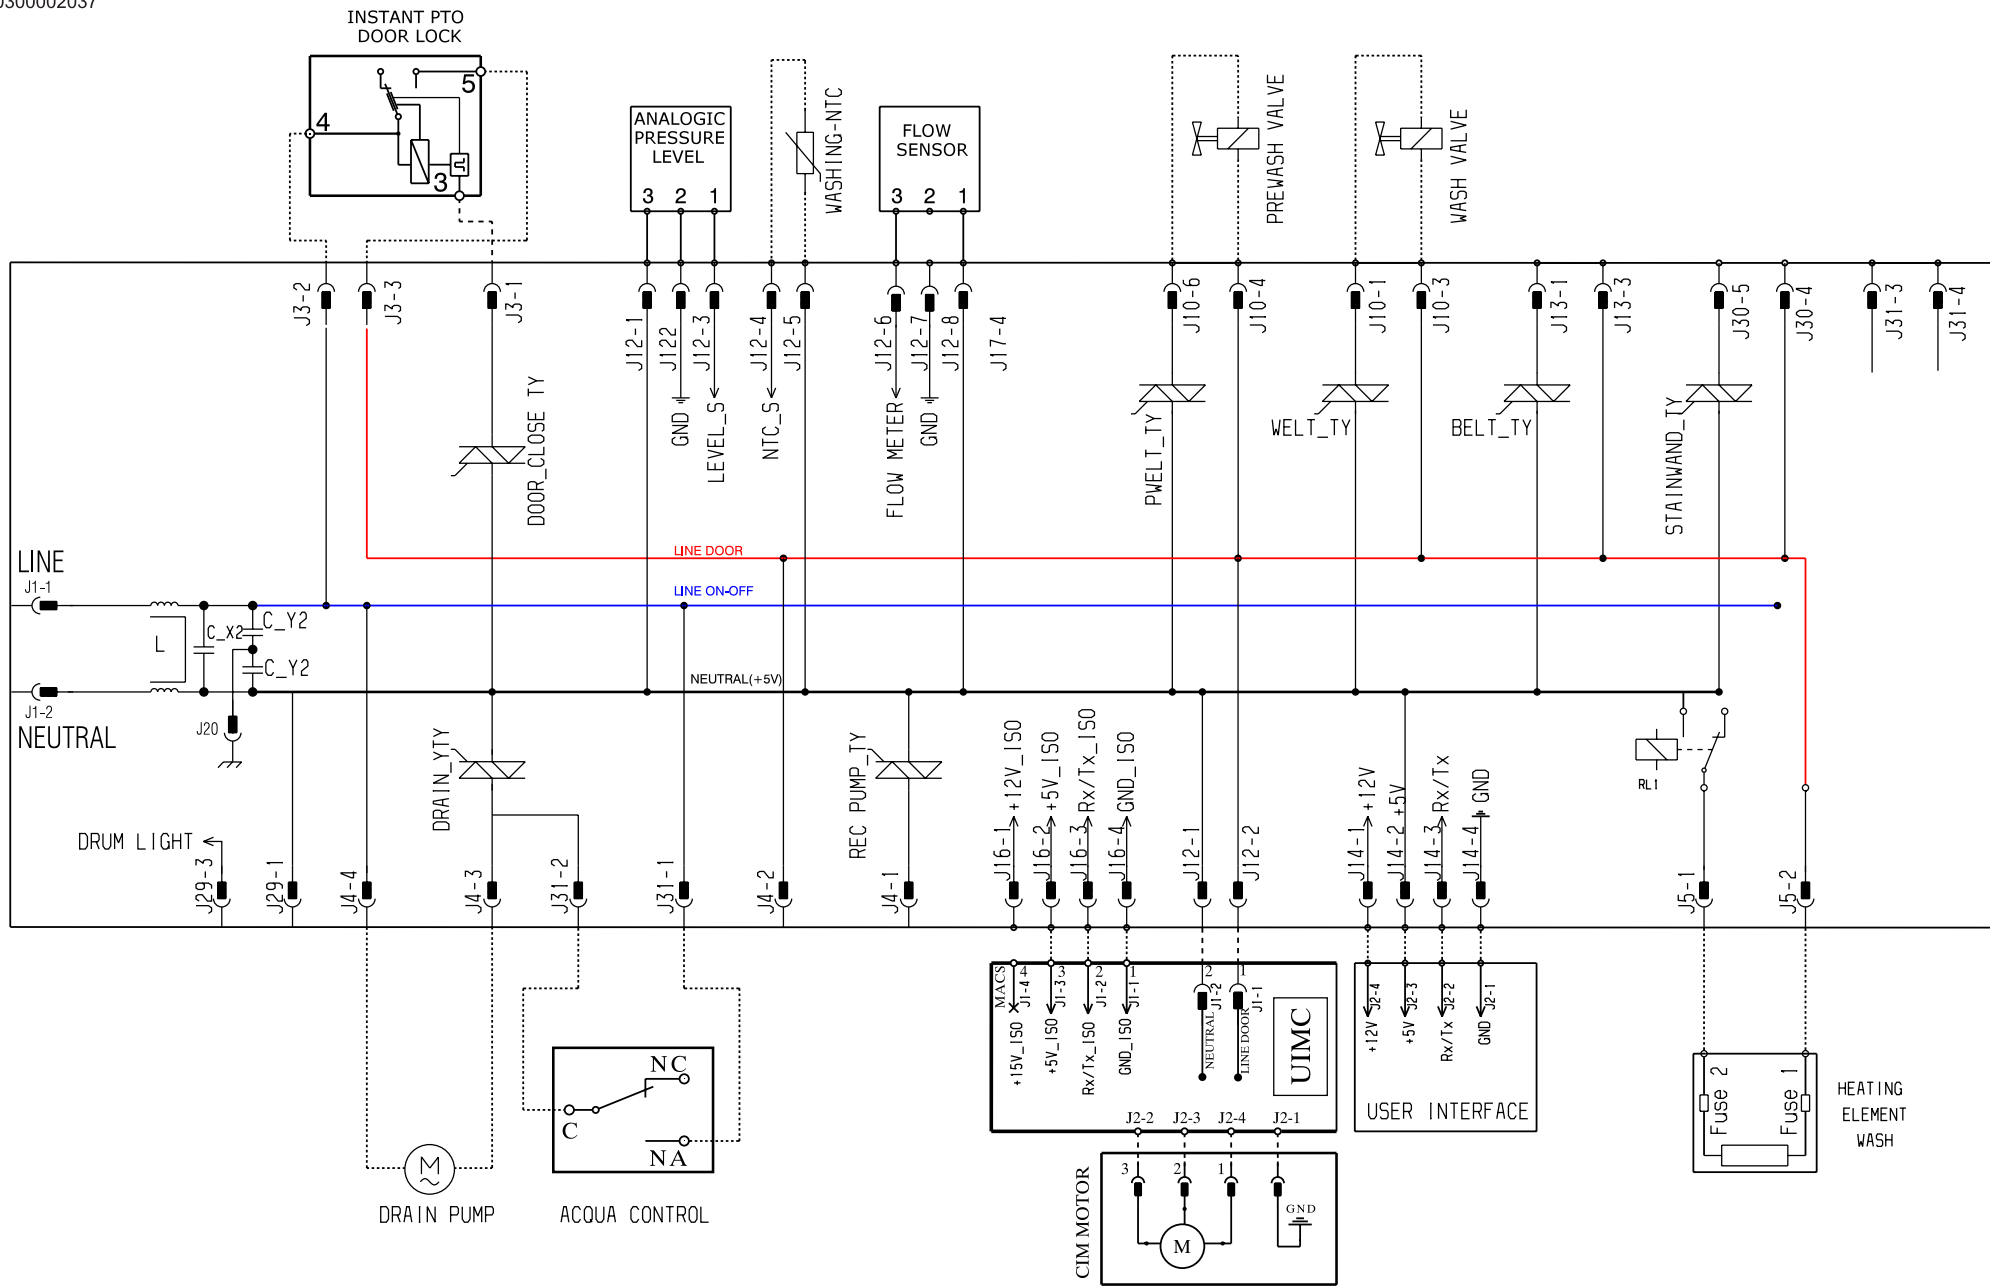 0300002037
INSTANT PTO
DOOR LOCK
5
4
3
ANALOGIC
PRESSURE
LEVEL
3 2 1
WASHING-NTC
FLOW
SENSOR
3 2 1
PREWASH VALVE
WASH VALVE
J3-2
J3-3
J3-1
J12-1
J122
J12-3
J12-4
J12-5
J12-6
J12-7
J12-8
J17-4
J10-6
J10-4
J10-1
J10-3
J13-1
J13-3
J30-5
J30-4
J31-3
J31-4
DOOR_CLOSE TY
GND
LEVEL_S
NTC_S
FLOW METER
GND
PWELT_TY
WELT_TY
BELT_TY
STAINWAND_TY
LINE
J1-1
LINE DOOR
LINE ON-OFF
L
C_X2
C_Y2
C_Y2
NEUTRAL(+5V)
J1-2
NEUTRAL
J20
DRAIN_YTY
REC PUMP_TY
+12V_ISO
+5V_ISO
Rx/Tx_ISO
GND_ISO
+12V
+5V
Rx/Tx
GND
RL1
DRUM LIGHT
J29-3
J29-1
J4-4
J4-3
J31-2
J31-1
J4-2
J4-1
J16-1
J16-2
J16-3
J16-4
J12-1
J12-2
J14-1
J14-2
J14-3
J14-4
J5-1
J5-2
MACS
4 3 2 1 2 1
J1-4
J1-3
J1-2
J1-1
J1-2
J1-1
+15V_ISO
+5V_ISO
Rx/Tx_ISO
GND_ISO
NEUTRAL
LINE DOOR
UIMC
J2-4
J2-3
J2-2
J2-1
+12V
+5V
Rx/Tx
GND
USER INTERFACE
NC
C
NA
J2-2 J2-3 J2-4 J2-1
Fuse 2
Fuse 1
HEATING
ELEMENT
WASH
M
DRAIN PUMP
ACQUA CONTROL
CIM MOTOR
3 2 1
GND
M